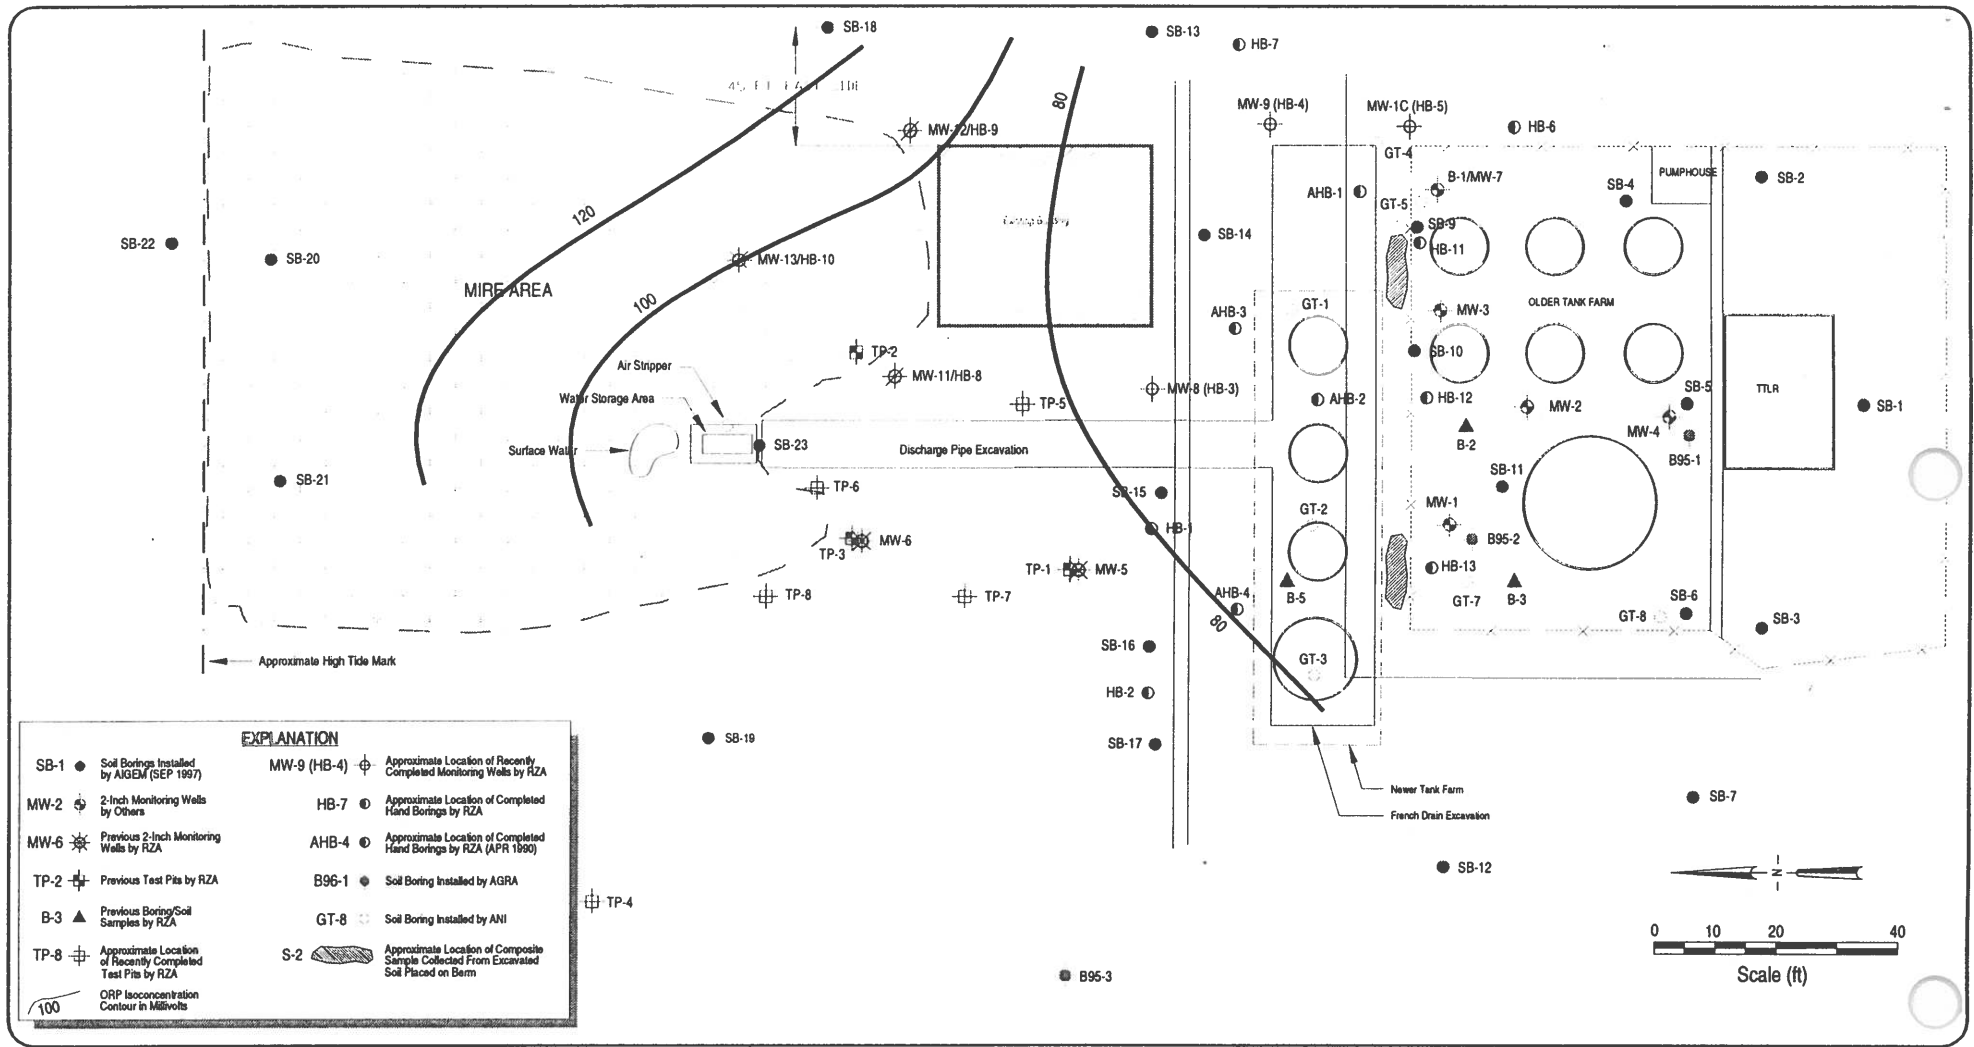 SB-18
SB-13
HB-7
80
MW-9 (HB-4)
MW-1C (HB-5)
HB-6
MW-12/HB-9
GT-4
PUMPHOUSE
SB-2
B-1/MW-7
SB-4
AHB-1
GT-5
120
SB-9
SB-14
SB-22
SB-20
HB-11
MW-13/HB-10
MIRE AREA
100
GT-1
OLDER TANK FARM
AHB-3
MW-3
TP-2
SB-10
Air Stripper
MW-11/HB-8
MW-8 (HB-3)
SB-5
TTLR
Water Storage Area
TP-5
AHB-2
HB-12
MW-2
SB-1
MW-4
SB-23
Surface Water
Discharge Pipe Excavation
B-2
B95-1
SB-11
SB-21
TP-6
SB-15
MW-1
GT-2
HB-1
TP-3
MW-6
B95-2
TP-1
MW-5
HB-13
TP-8
TP-7
AHB-4
B-5
GT-7
B-3
SB-6
80
GT-8
SB-3
SB-16
GT-3
Approximate High Tide Mark
HB-2
SB-19
SB-17
Newer Tank Farm
SB-7
French Drain Excavation
SB-12
TP-4
B95-3
N
0 10 20 40
Scale (ft)
EXPLANATION
SB-1 Soil Borings Installed
by AIGEM (SEP 1997)
MW-2 2-Inch Monitoring Wells
by Others
MW-6 Previous 2-Inch Monitoring
Wells by RZA
TP-2 Previous Test Pits by RZA
B-3 Previous Boring/Soil
Samples by RZA
TP-8 Approximate Location
of Recently Completed
Test Pits by RZA
100 ORP Isoconcentration
Contour in Millivolts
MW-9 (HB-4) Approximate Location of Recently
Completed Monitoring Wells by RZA
HB-7 Approximate Location of Completed
Hand Borings by RZA
AHB-4 Approximate Location of Completed
Hand Borings by RZA (APR 1990)
B96-1 Soil Boring Installed by AGRA
GT-8 Soil Boring Installed by ANI
S-2 Approximate Location of Composite
Sample Collected From Excavated
Soil Placed on Berm